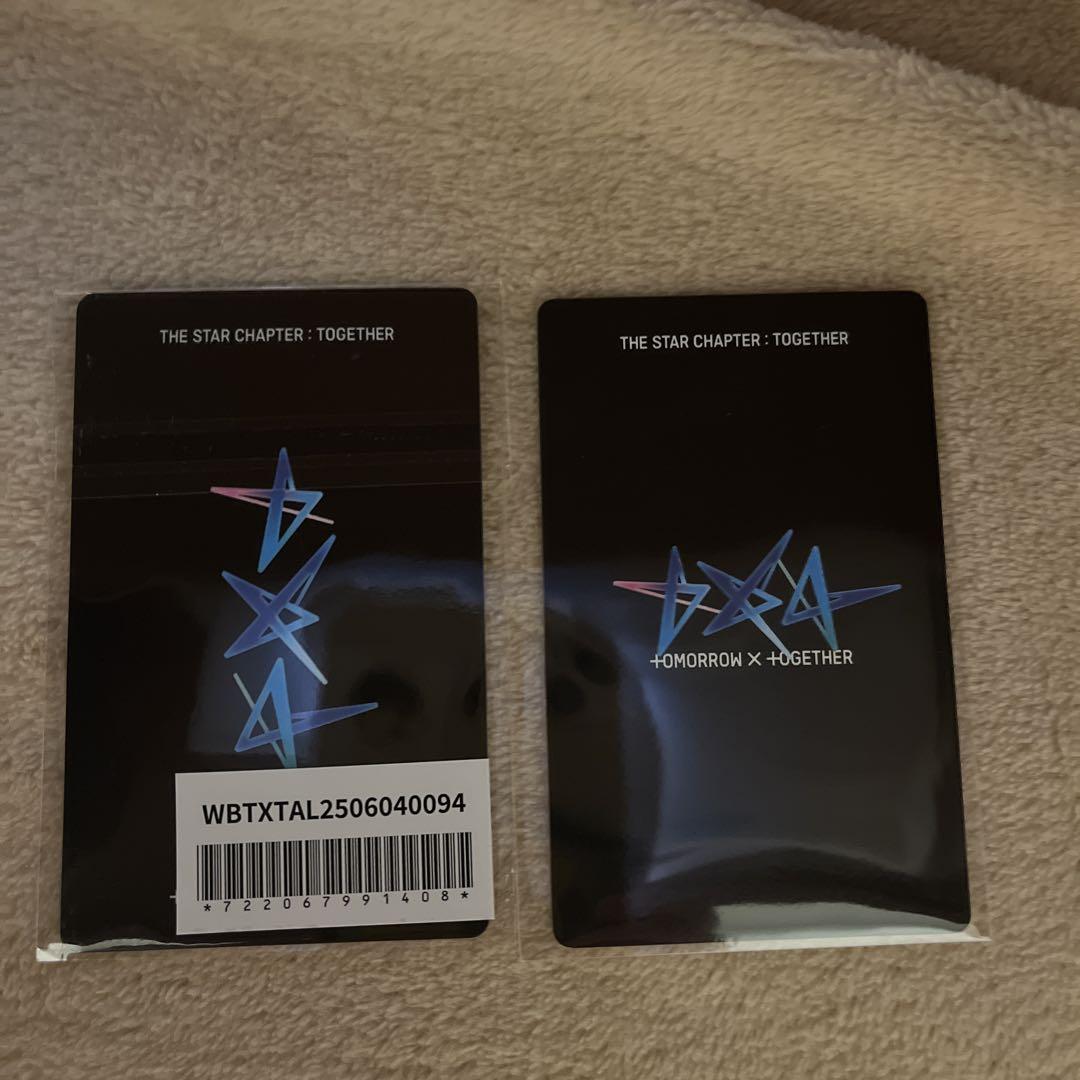 THE STAR CHAPTER : TOGETHER
WBTXTAL2506040094
*722067991408*
THE STAR CHAPTER : TOGETHER
TOMORROW X TOGETHER